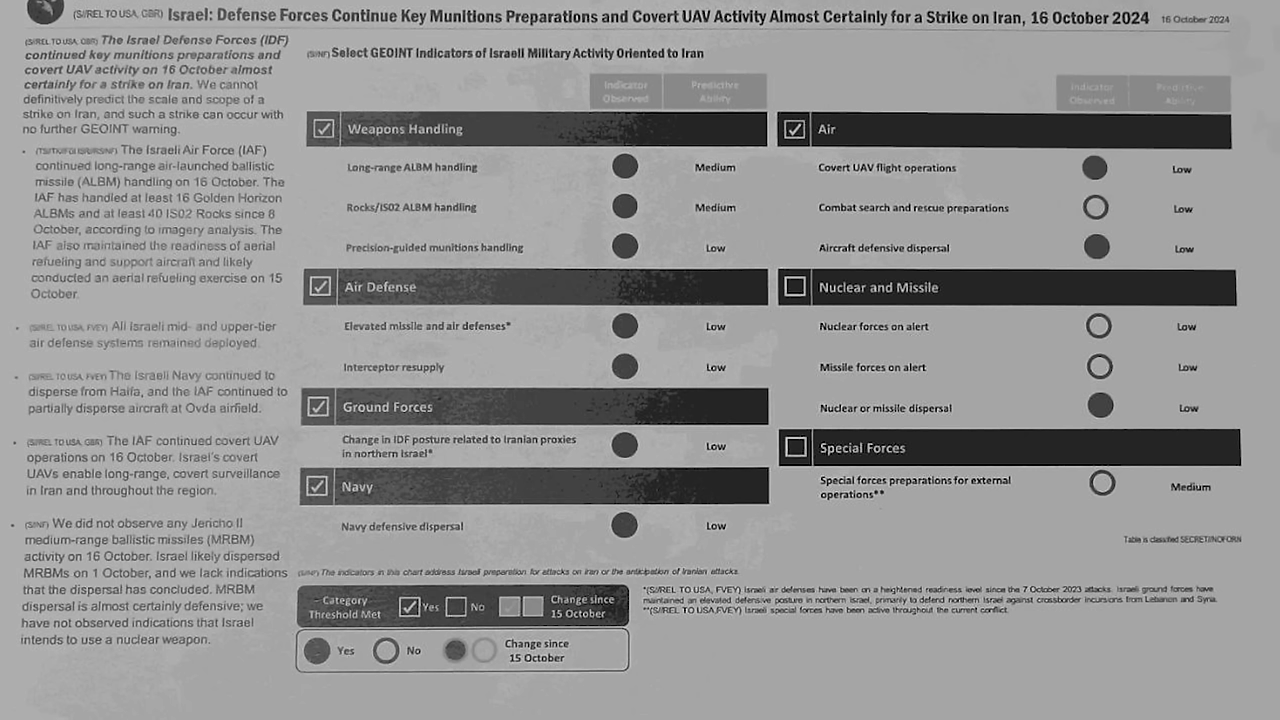 (S//REL TO USA, GBR) Israel: Defense Forces Continue Key Munitions Preparations and Covert UAV Activity Almost Certainly for a Strike on Iran, 16 October 2024
16 October 2024
(S//REL TO USA, GBR) The Israel Defense Forces (IDF)
continued key munitions preparations and
covert UAV activity on 16 October almost
certainly for a strike on Iran. We cannot
definitively predict the scale and scope of a
strike on Iran, and such a strike can occur with
no further GEOINT warning.
• The Israeli Air Force (IAF)
continued long-range air-launched ballistic
missile (ALBM) handling on 16 October. The
IAF has handled at least 16 Golden Horizon
ALBMs and at least 40 IS02 Rocks since 8
October, according to imagery analysis. The
IAF also maintained the readiness of aerial
refueling and support aircraft and likely
conducted an aerial refueling exercise on 15
October.
• (S//REL TO USA, FVEY) All Israeli mid- and upper-tier
air defense systems remained deployed.
• (S//REL TO USA, FVEY) The Israeli Navy continued to
disperse from Haifa, and the IAF continued to
partially disperse aircraft at Ovda airfield.
• (S//REL TO USA, GBR) The IAF continued covert UAV
operations on 16 October. Israel's covert
UAVs enable long-range, covert surveillance
in Iran and throughout the region.
• (S//NF) We did not observe any Jericho II
medium-range ballistic missiles (MRBM)
activity on 16 October. Israel likely dispersed
MRBMs on 1 October, and we lack indications
that the dispersal has concluded. MRBM
dispersal is almost certainly defensive; we
have not observed indications that Israel
intends to use a nuclear weapon.
(S//NF) Select GEOINT Indicators of Israeli Military Activity Oriented to Iran
Indicator Observed
Predictive Ability
Weapons Handling
Long-range ALBM handling Medium
Rocks/IS02 ALBM handling Medium
Precision-guided munitions handling Low
Air Defense
Elevated missile and air defenses* Low
Interceptor resupply Low
Ground Forces
Change in IDF posture related to Iranian proxies
in northern Israel* Low
Navy
Navy defensive dispersal Low
Indicator Observed
Predictive Ability
Air
Covert UAV flight operations Low
Combat search and rescue preparations Low
Aircraft defensive dispersal Low
Nuclear and Missile
Nuclear forces on alert Low
Missile forces on alert Low
Nuclear or missile dispersal Low
Special Forces
Special forces preparations for external
operations** Medium
Table is classified SECRET//NOFORN
(S//NF) The indicators in this chart address Israeli preparation for attacks on Iran or the anticipation of Iranian attacks.
Category
Threshold Met
Yes
No
Change since
15 October
Yes
No
Change since
15 October
*(S//REL TO USA, FVEY) Israeli air defenses have been on a heightened readiness level since the 7 October 2023 attacks. Israeli ground forces have
maintained an elevated defensive posture in northern Israel, primarily to defend northern Israel against crossborder incursions from Lebanon and Syria.
**(S//REL TO USA,FVEY) Israeli special forces have been active throughout the current conflict.